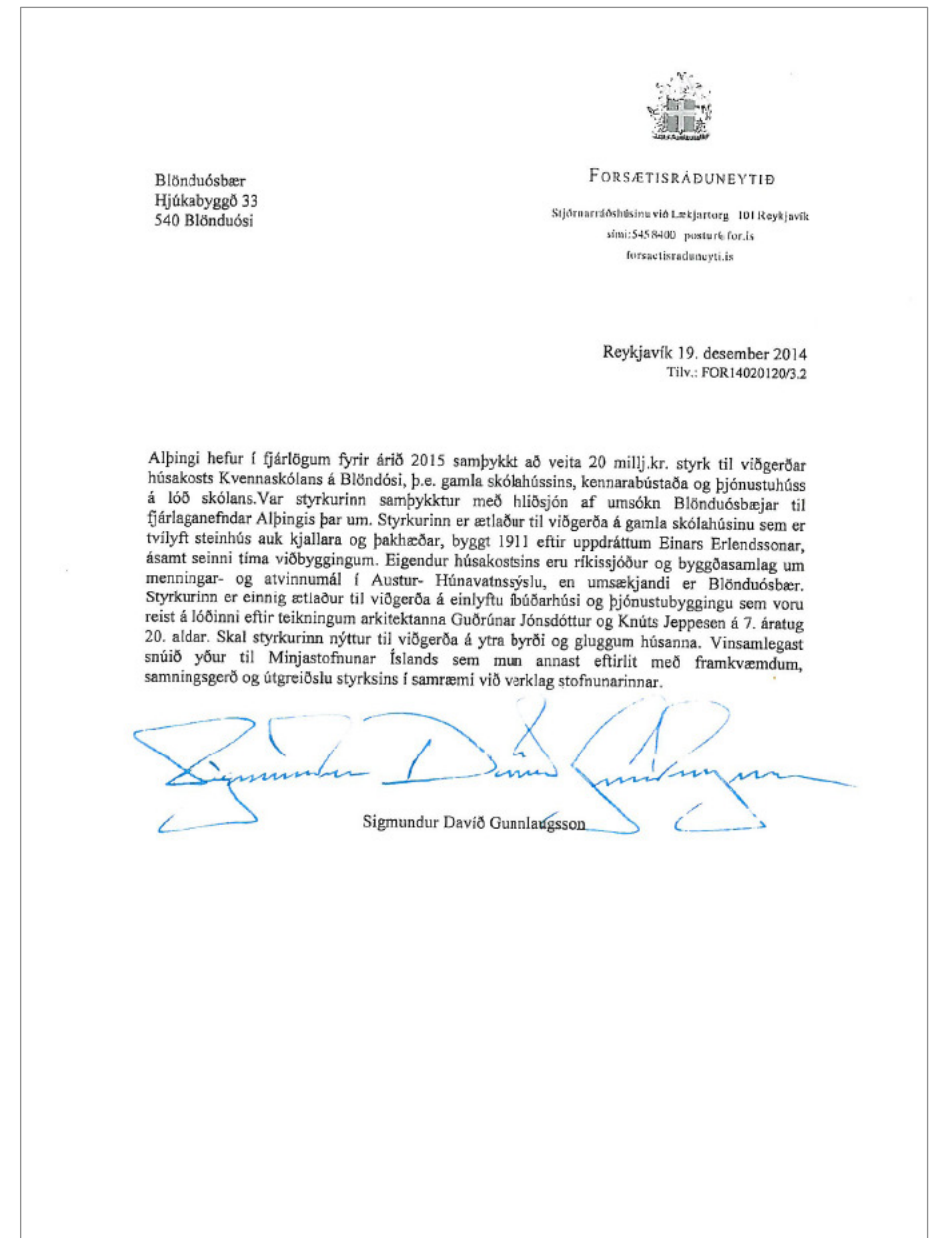 Blönduósbær
Hjúkabyggð 33
540 Blönduósi
FORSÆTISRÁÐUNEYTIÐ
Stjórnarráðshúsinu við Lækjartorg 101 Reykjavík
sími: 545 8400 postur@for.is
forsaetisraduneyti.is
Reykjavík 19. desember 2014
Tilv.: FOR14020120/3.2
Alþingi hefur í fjárlögum fyrir árið 2015 samþykkt að veita 20 millj.kr. styrk til viðgerðar
húsakosts Kvennaskólans á Blöndósi, þ.e. gamla skólahússins, kennarabústaða og þjónustuhúss
á lóð skólans.Var styrkurinn samþykktur með hliðsjón af umsókn Blönduósbæjar til
fjárlaganefndar Alþingis þar um. Styrkurinn er ætlaður til viðgerða á gamla skólahúsinu sem er
tvílyft steinhús auk kjallara og þakhæðar, byggt 1911 eftir uppdráttum Einars Erlendssonar,
ásamt seinni tíma viðbyggingum. Eigendur húsakostsins eru ríkissjóður og byggðasamlag um
menningar- og atvinnumál í Austur- Húnavatnssýslu, en umsækjandi er Blönduósbær.
Styrkurinn er einnig ætlaður til viðgerða á einlyftu íbúðarhúsi og þjónustubyggingu sem voru
reist á lóðinni eftir teikningum arkitektanna Guðrúnar Jónsdóttur og Knúts Jeppesen á 7. áratug
20. aldar. Skal styrkurinn nýttur til viðgerða á ytra byrði og gluggum húsanna. Vinsamlegast
snúið yður til Minjastofnunar Íslands sem mun annast eftirlit með framkvæmdum,
samningsgerð og útgreiðslu styrksins í samræmi við verklag stofnunarinnar.
Sigmundur Davíð Gunnlaugsson
Sigmundur Davíð Gunnlaugsson